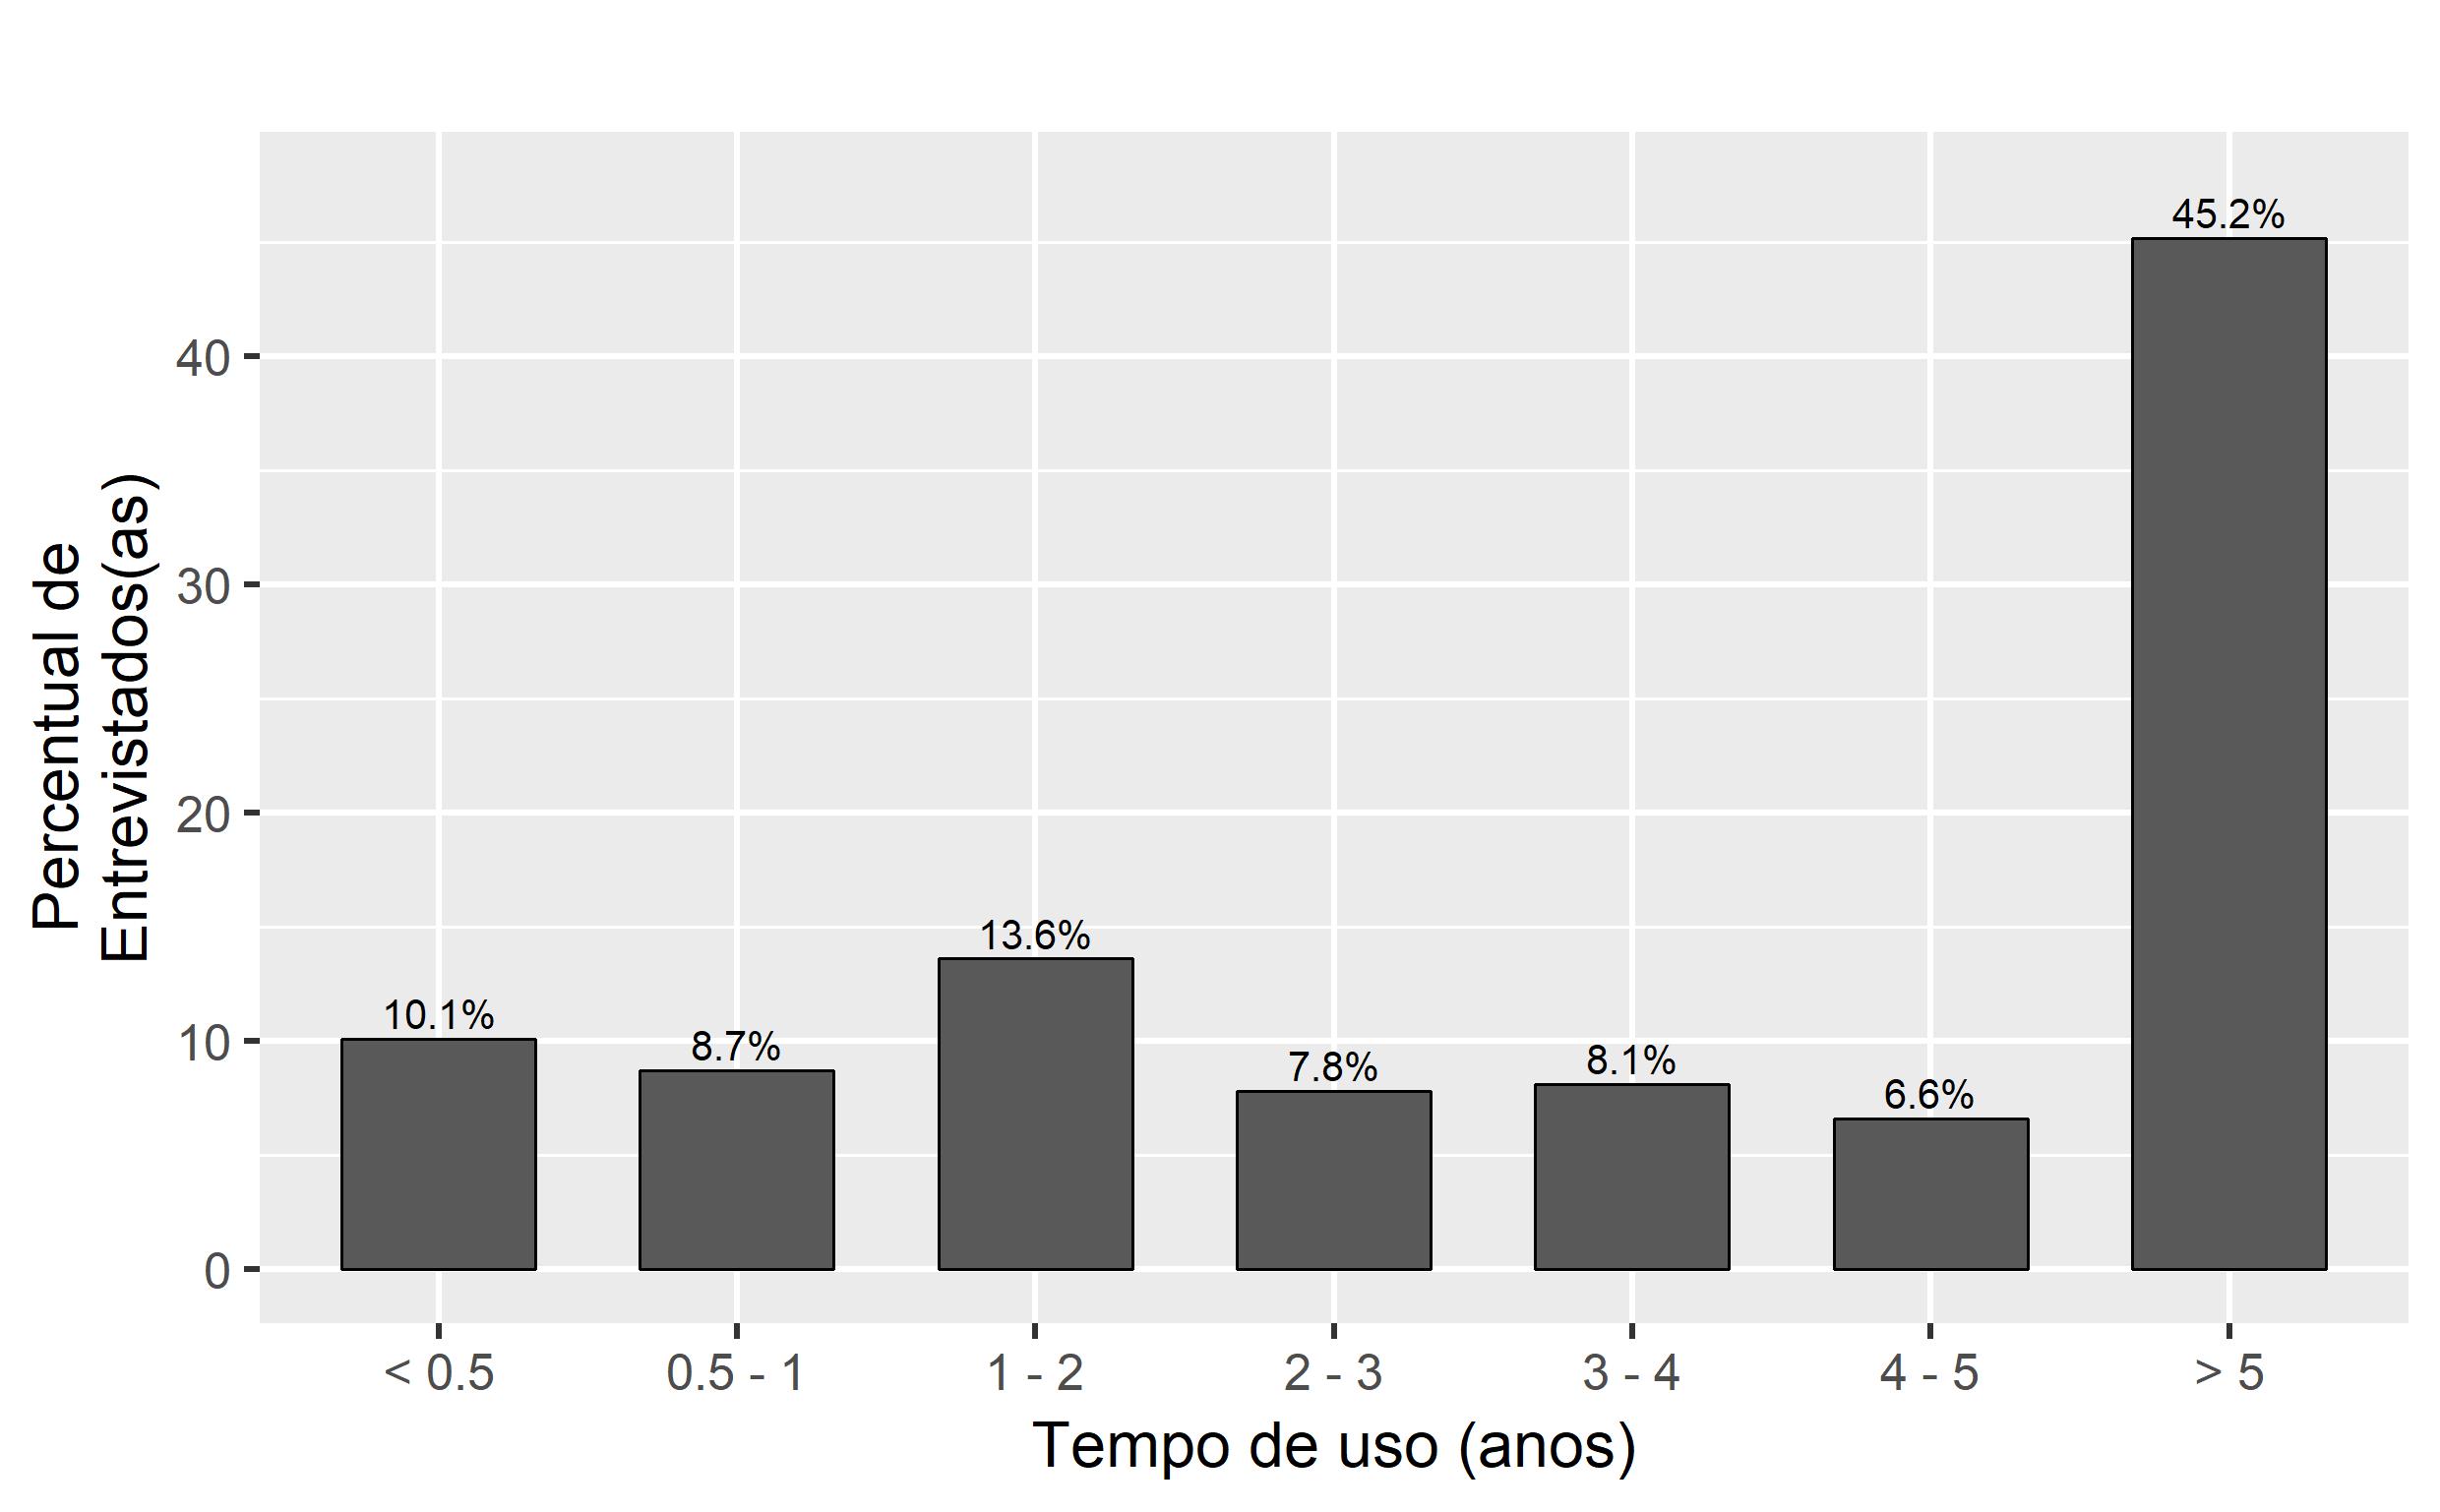 Percentual de
Entrevistados(as)
40
30
20
10
0
10.1%
8.7%
13.6%
7.8%
8.1%
6.6%
45.2%
< 0.5
0.5 - 1
1 - 2
2 - 3
3 - 4
4 - 5
> 5
Tempo de uso (anos)